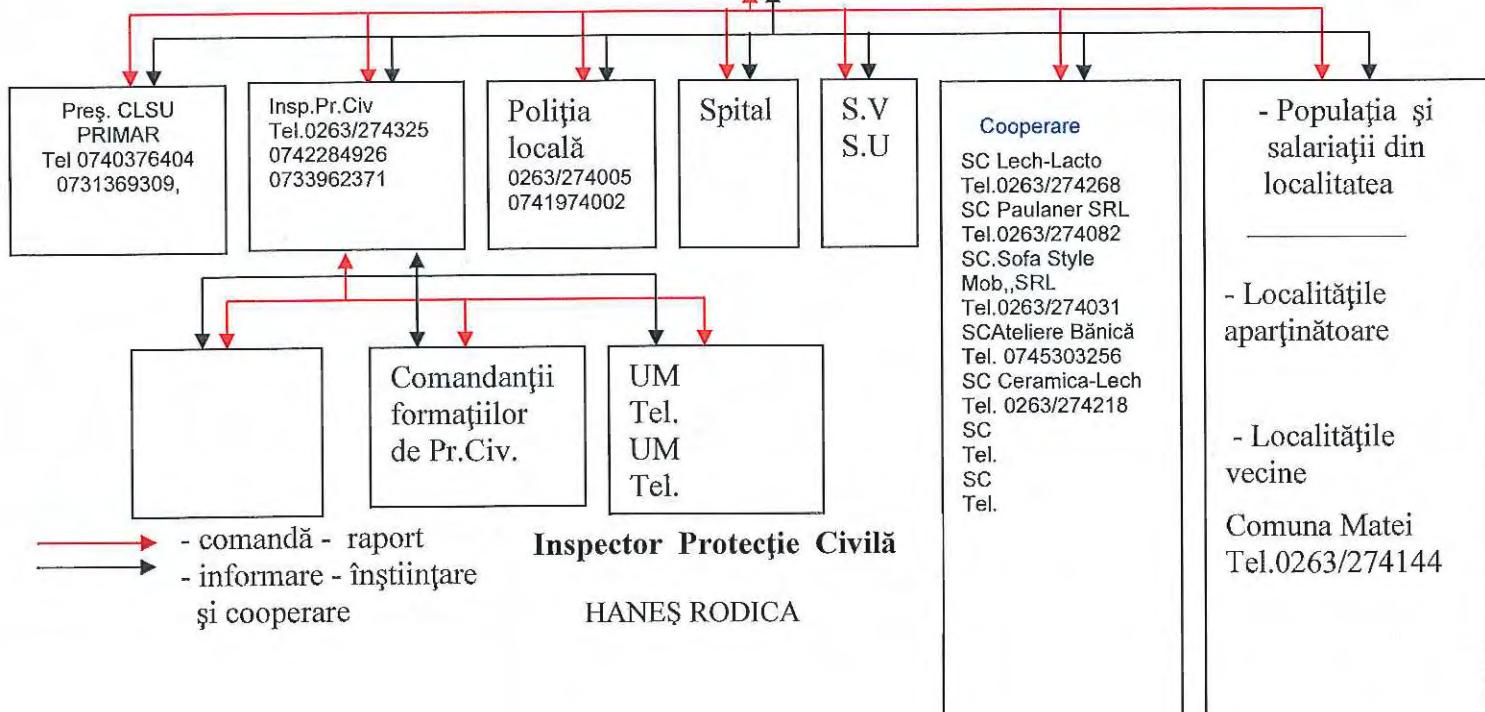 Preş. CLSU
PRIMAR
Tel 0740376404
0731369309,
Insp.Pr.Civ
Tel.0263/274325
0742284926
0733962371
Poliţia
locală
0263/274005
0741974002
Spital
S.V
S.U
Cooperare
SC Lech-Lacto
Tel.0263/274268
SC Paulaner SRL
Tel.0263/274082
SC.Sofa Style
Mob,,SRL
Tel.0263/274031
SCAteliere Bănică
Tel. 0745303256
SC Ceramica-Lech
Tel. 0263/274218
SC
Tel.
SC
Tel.
- Populaţia şi
salariaţii din
localitatea
- Localităţile
aparţinătoare
- Localităţile
vecine
Comuna Matei
Tel.0263/274144
Comandanţii
formaţiilor
de Pr.Civ.
UM
Tel.
UM
Tel.
- comandă - raport
- informare - înştiinţare
şi cooperare
Inspector Protecţie Civilă
HANEŞ RODICA